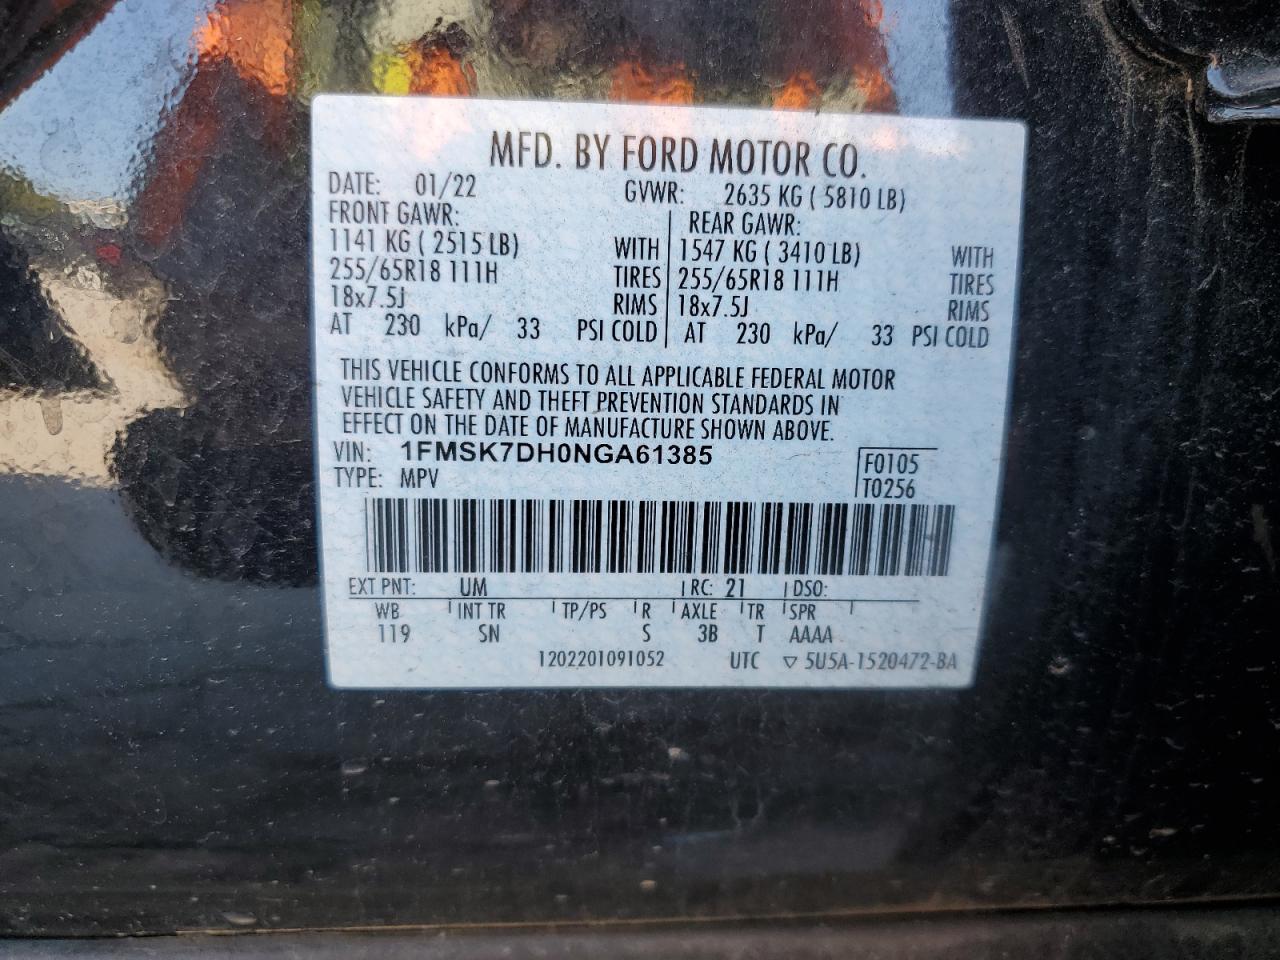 MFD. BY FORD MOTOR CO.
DATE: 01/22 GVWR: 2635 KG ( 5810 LB)
FRONT GAWR: REAR GAWR:
1141 KG ( 2515 LB) WITH 1547 KG ( 3410 LB) WITH
255/65R18 111H TIRES 255/65R18 111H TIRES
18x7.5J RIMS 18x7.5J RIMS
AT 230 kPa/ 33 PSI COLD AT 230 kPa/ 33 PSI COLD
THIS VEHICLE CONFORMS TO ALL APPLICABLE FEDERAL MOTOR
VEHICLE SAFETY AND THEFT PREVENTION STANDARDS IN
EFFECT ON THE DATE OF MANUFACTURE SHOWN ABOVE.
VIN: 1FMSK7DH0NGA61385 F0105
TYPE: MPV T0256
EXT PNT: UM RC: 21 DSO:
WB INT TR TP/PS R AXLE TR SPR
119 SN S 3B T AAAA
1202201091052 UTC ▽ 5U5A-1520472-BA